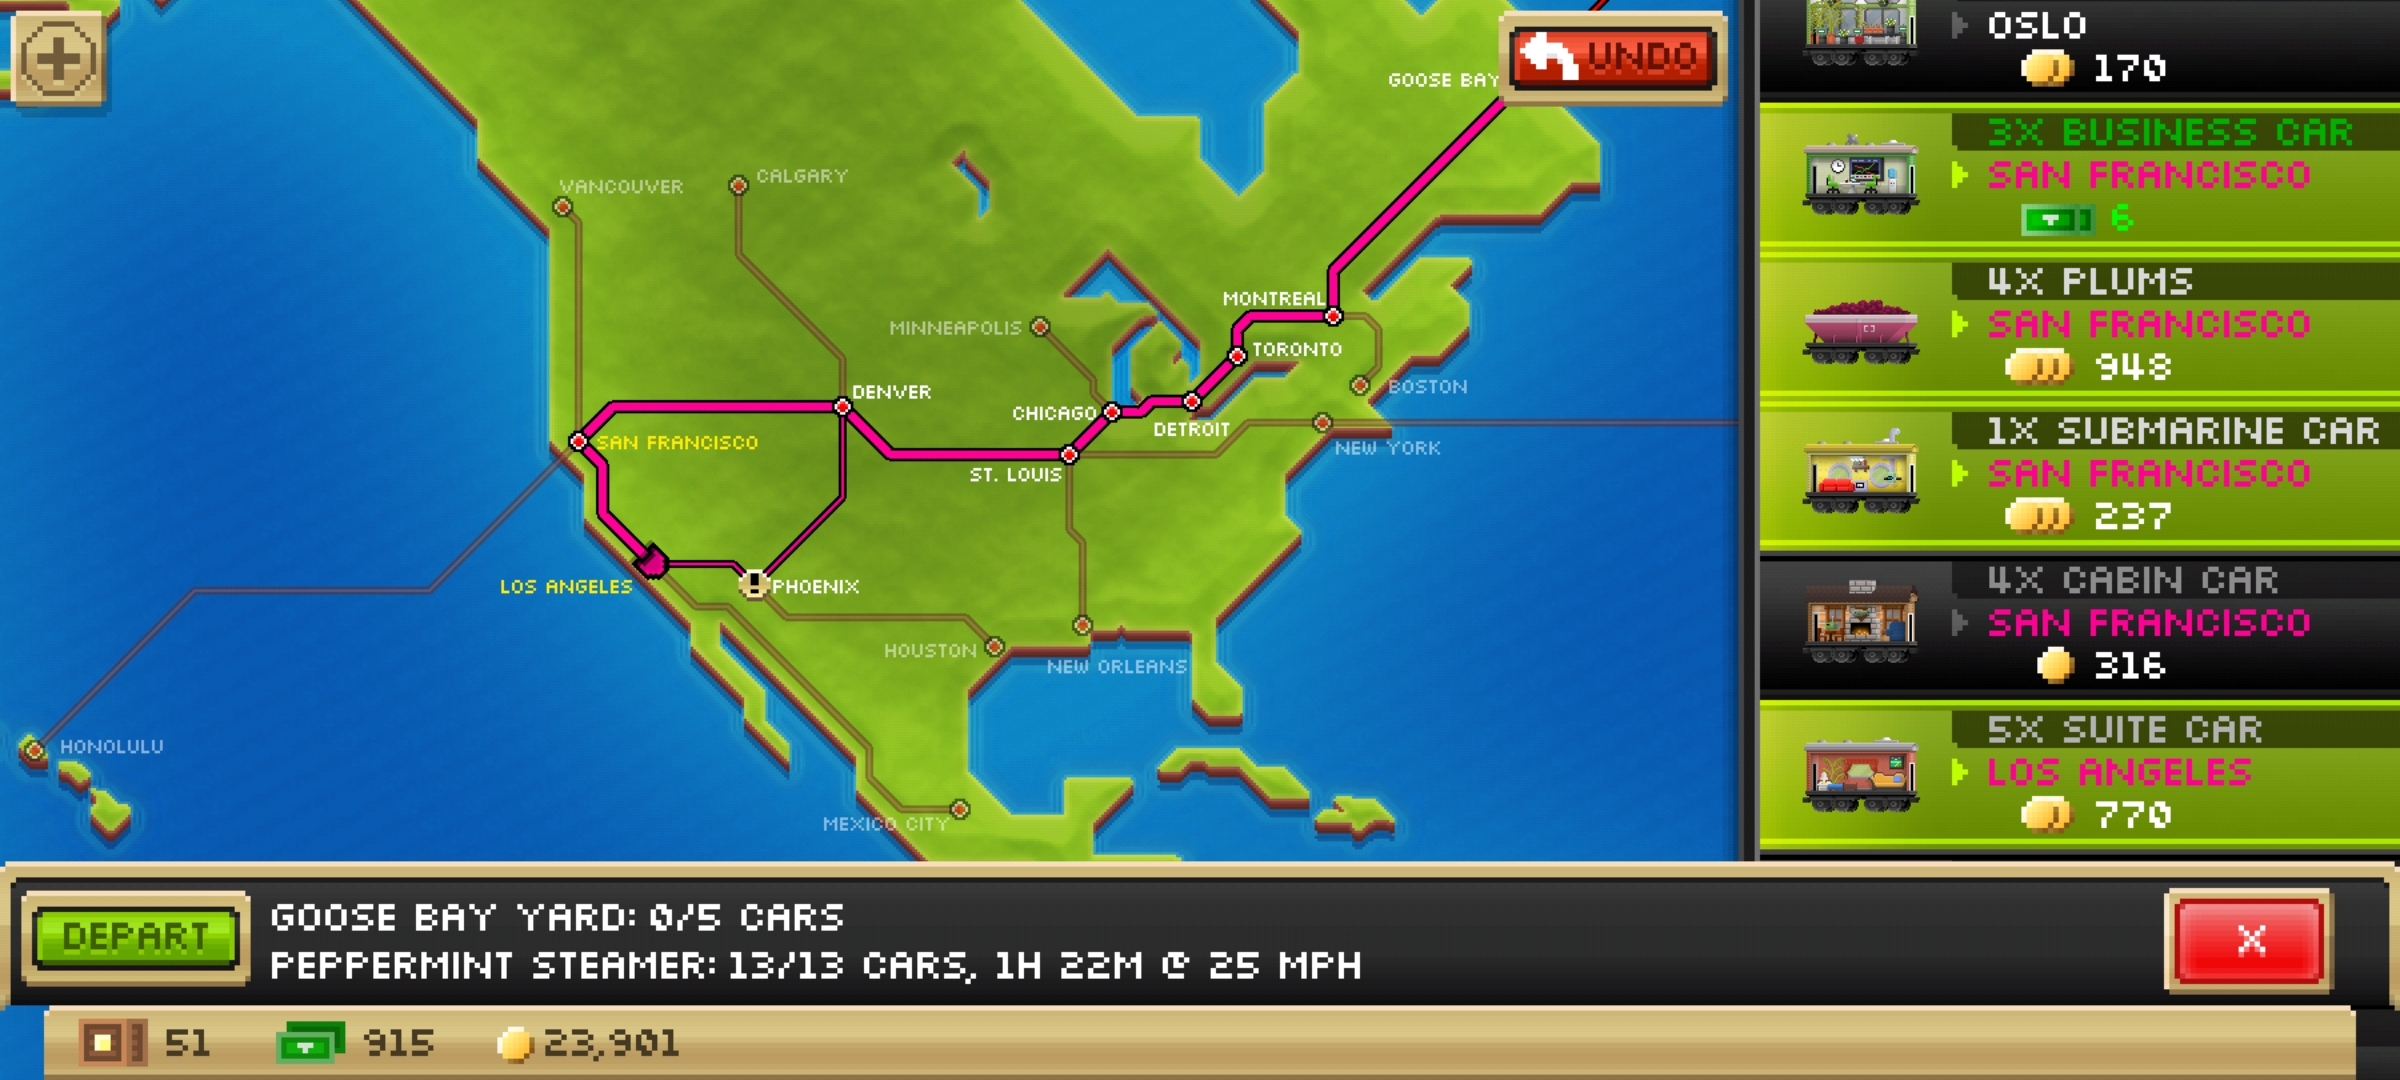 UNDO
GOOSE BAY
VANCOUVER
CALGARY
MINNEAPOLIS
MONTREAL
TORONTO
BOSTON
DENVER
CHICAGO
DETROIT
NEW YORK
SAN FRANCISCO
ST. LOUIS
LOS ANGELES
PHOENIX
HOUSTON
NEW ORLEANS
HONOLULU
MEXICO CITY
OSLO
170
3X BUSINESS CAR
SAN FRANCISCO
6
4X PLUMS
SAN FRANCISCO
948
1X SUBMARINE CAR
SAN FRANCISCO
237
4X CABIN CAR
SAN FRANCISCO
316
5X SUITE CAR
LOS ANGELES
770
DEPART
GOOSE BAY YARD: 0/5 CARS
PEPPERMINT STEAMER: 13/13 CARS, 1H 22M @ 25 MPH
X
51
915
23,901